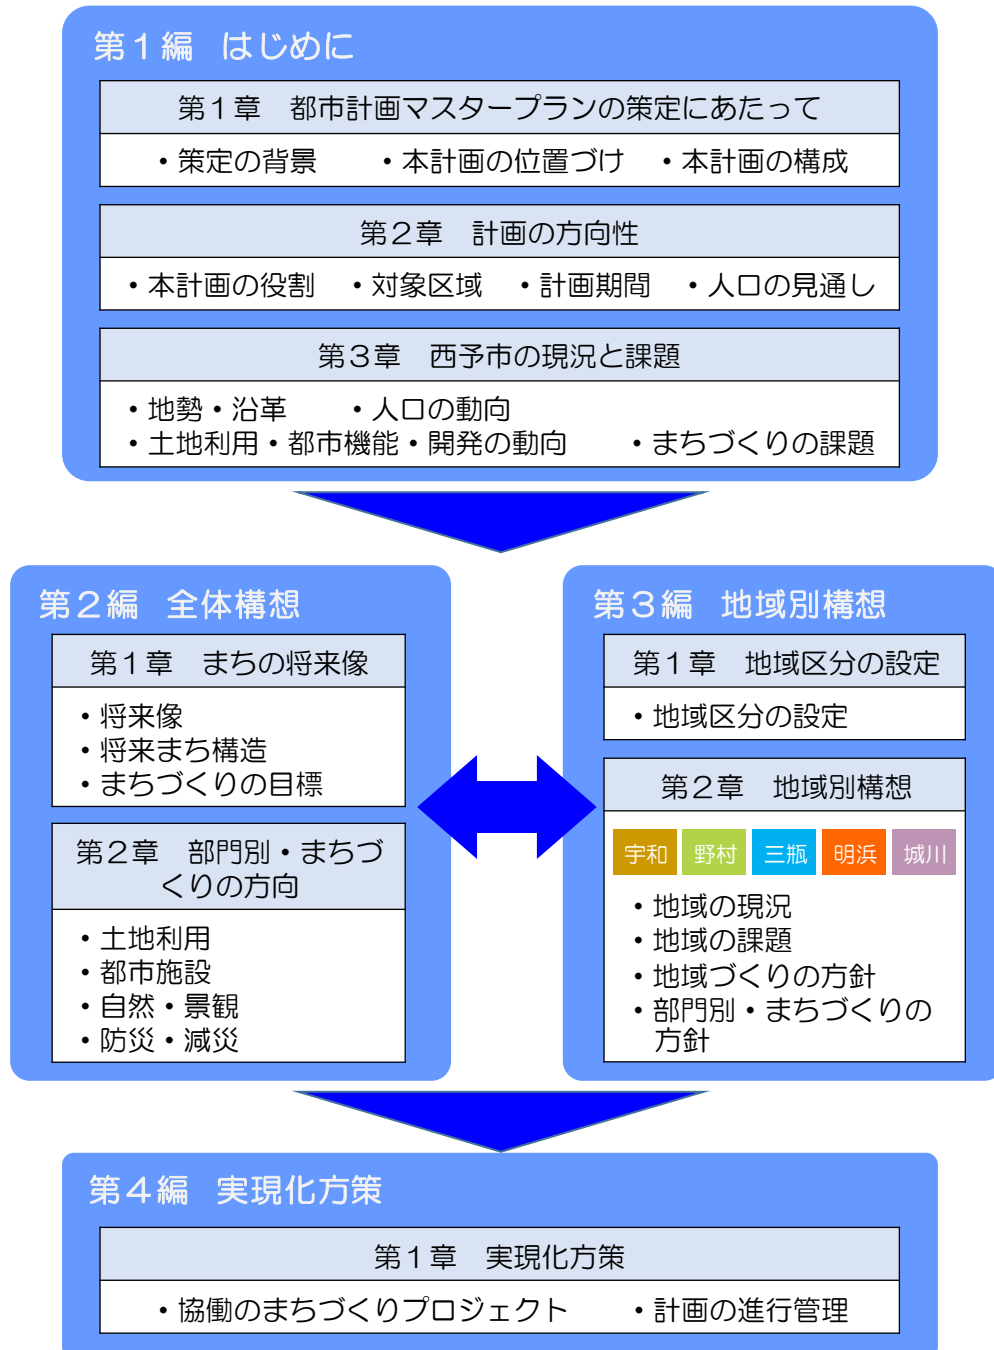 第１編　はじめに
第１章　都市計画マスタープランの策定にあたって
・策定の背景　・本計画の位置づけ　・本計画の構成
第２章　計画の方向性
・本計画の役割　・対象区域　・計画期間　・人口の見通し
第３章　西予市の現況と課題
・地勢・沿革　・人口の動向
・土地利用・都市機能・開発の動向　・まちづくりの課題
第２編　全体構想
第１章　まちの将来像
・将来像
・将来まち構造
・まちづくりの目標
第２章　部門別・まちづ
くりの方向
・土地利用
・都市施設
・自然・景観
・防災・減災
第３編　地域別構想
第１章　地域区分の設定
・地域区分の設定
第２章　地域別構想
宇和　野村　三瓶　明浜　城川
・地域の現況
・地域の課題
・地域づくりの方針
・部門別・まちづくりの
方針
第４編　実現化方策
第１章　実現化方策
・協働のまちづくりプロジェクト　・計画の進行管理